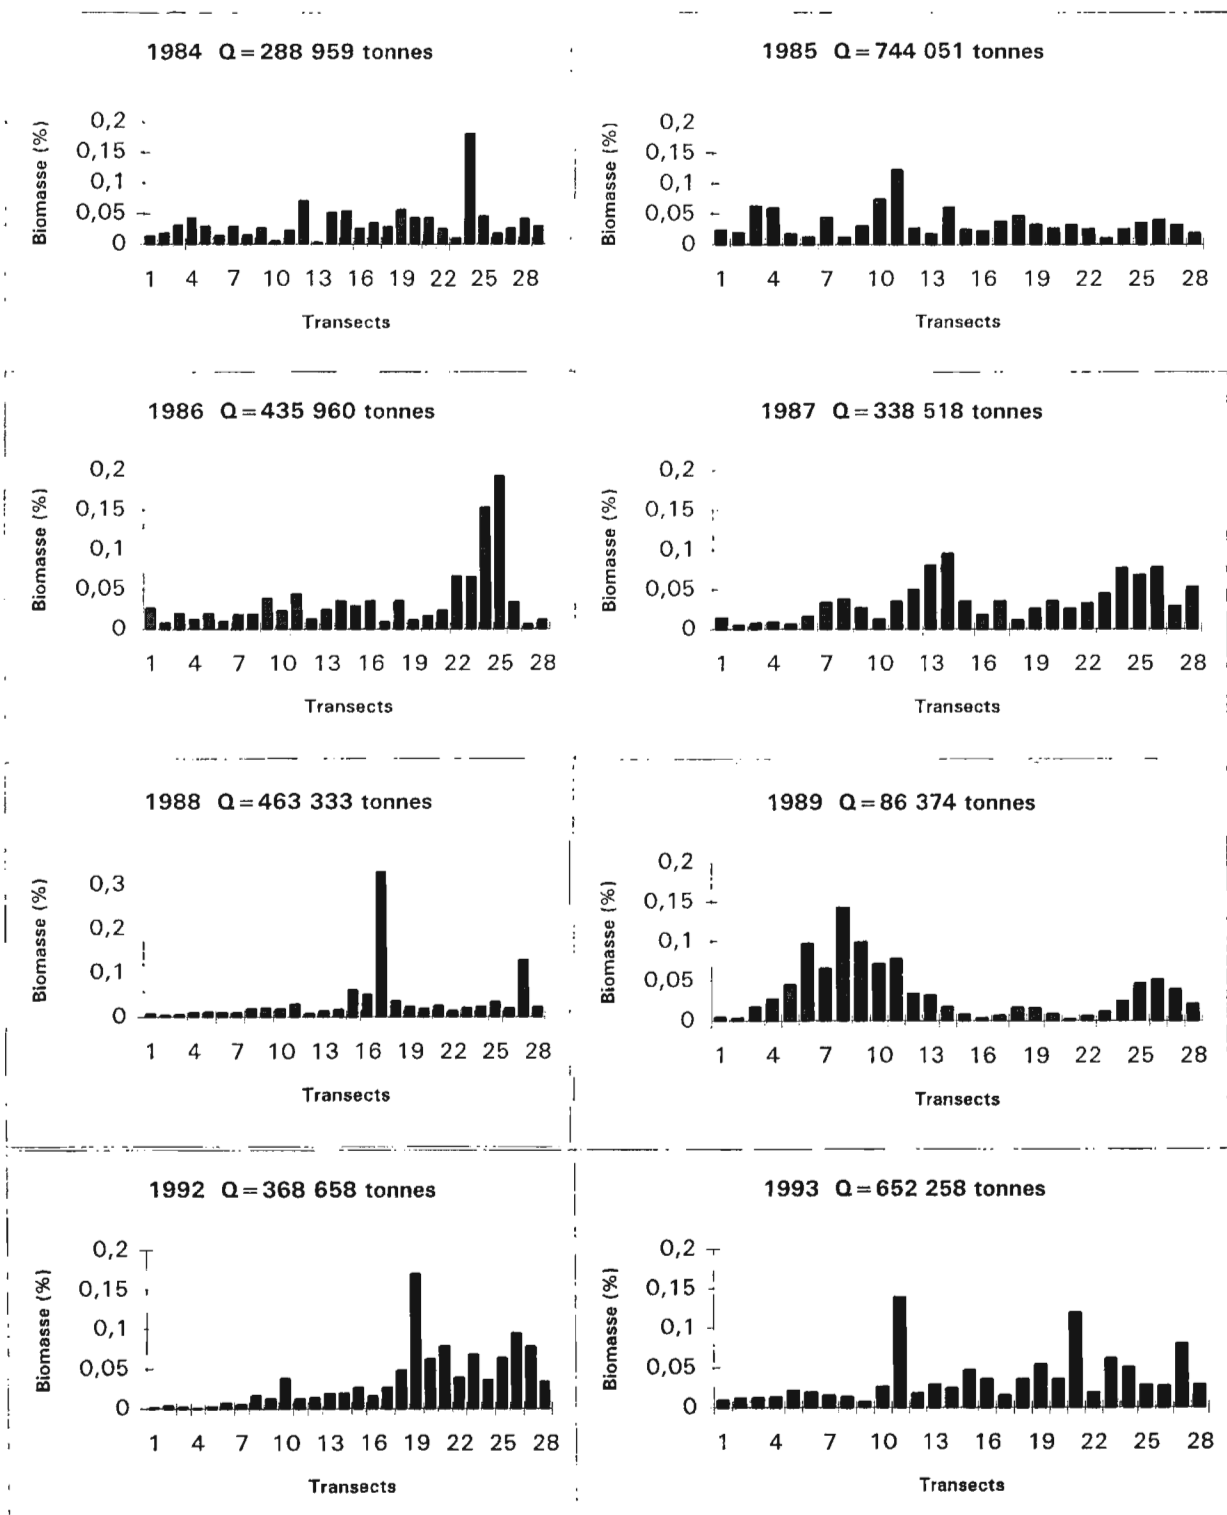 1984 Q=288 959 tonnes
Biomasse (%)
0,2
0,15
0,1
0,05
0
1 4 7 10 13 16 19 22 25 28
Transects
1985 Q=744 051 tonnes
Biomasse (%)
0,2
0,15
0,1
0,05
0
1 4 7 10 13 16 19 22 25 28
Transects
1986 Q=435 960 tonnes
Biomasse (%)
0,2
0,15
0,1
0,05
0
1 4 7 10 13 16 19 22 25 28
Transects
1987 Q=338 518 tonnes
Biomasse (%)
0,2
0,15
0,1
0,05
0
1 4 7 10 13 16 19 22 25 28
Transects
1988 Q=463 333 tonnes
Biomasse (%)
0,3
0,2
0,1
0
1 4 7 10 13 16 19 22 25 28
Transects
1989 Q=86 374 tonnes
Biomasse (%)
0,2
0,15
0,1
0,05
0
1 4 7 10 13 16 19 22 25 28
Transects
1992 Q=368 658 tonnes
Biomasse (%)
0,2
0,15
0,1
0,05
0
1 4 7 10 13 16 19 22 25 28
Transects
1993 Q=652 258 tonnes
Biomasse (%)
0,2
0,15
0,1
0,05
0
1 4 7 10 13 16 19 22 25 28
Transects